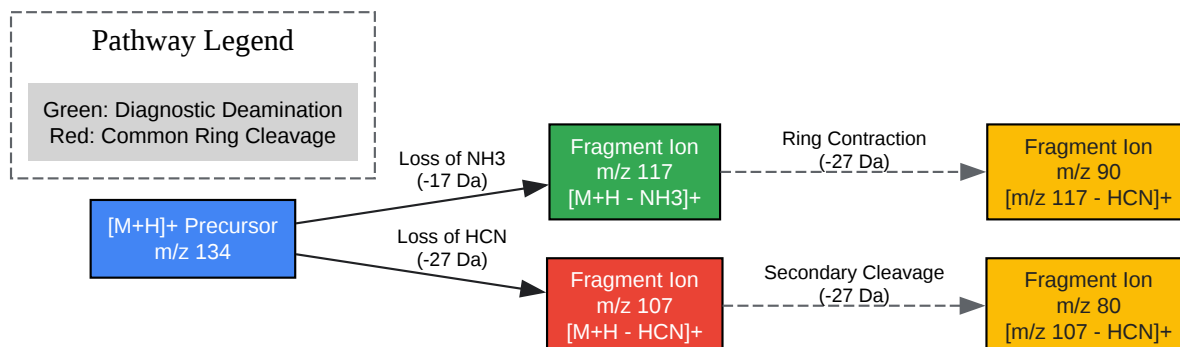 Pathway Legend
Green: Diagnostic Deamination
Red: Common Ring Cleavage
[M+H]+ Precursor
m/z 134
Loss of NH3
(-17 Da)
Loss of HCN
(-27 Da)
Fragment Ion
m/z 117
[M+H - NH3]+
Fragment Ion
m/z 107
[M+H - HCN]+
Ring Contraction
(-27 Da)
Secondary Cleavage
(-27 Da)
Fragment Ion
m/z 90
[m/z 117 - HCN]+
Fragment Ion
m/z 80
[m/z 107 - HCN]+